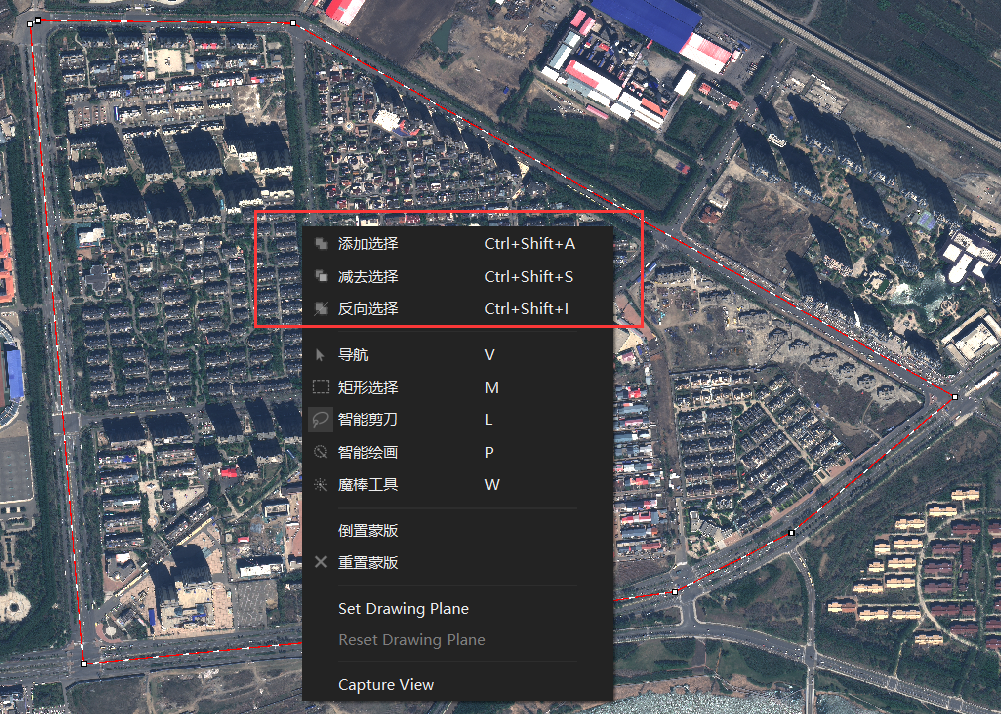 添加选择 Ctrl+Shift+A
减去选择 Ctrl+Shift+S
反向选择 Ctrl+Shift+I
导航 V
矩形选择 M
智能剪刀 L
智能绘画 P
魔棒工具 W
倒置蒙版
重置蒙版
Set Drawing Plane
Reset Drawing Plane
Capture View